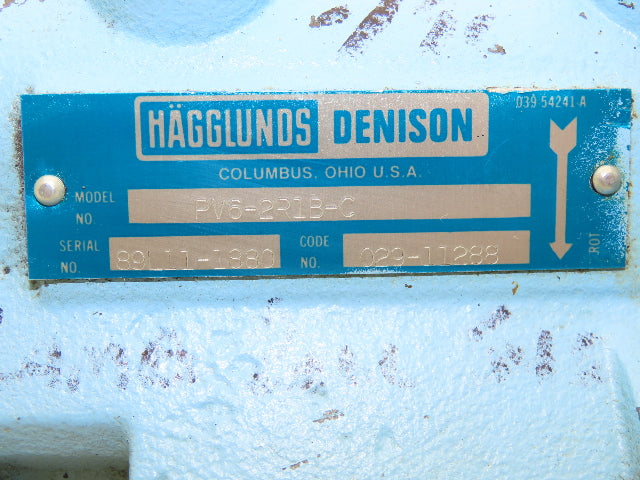 039 54241 A
HÄGGLUNDS DENISON
COLUMBUS, OHIO U.S.A.
MODEL NO. PV6-2R1B-C
SERIAL NO. 89L11-1880
CODE NO. 029-11288
ROT.